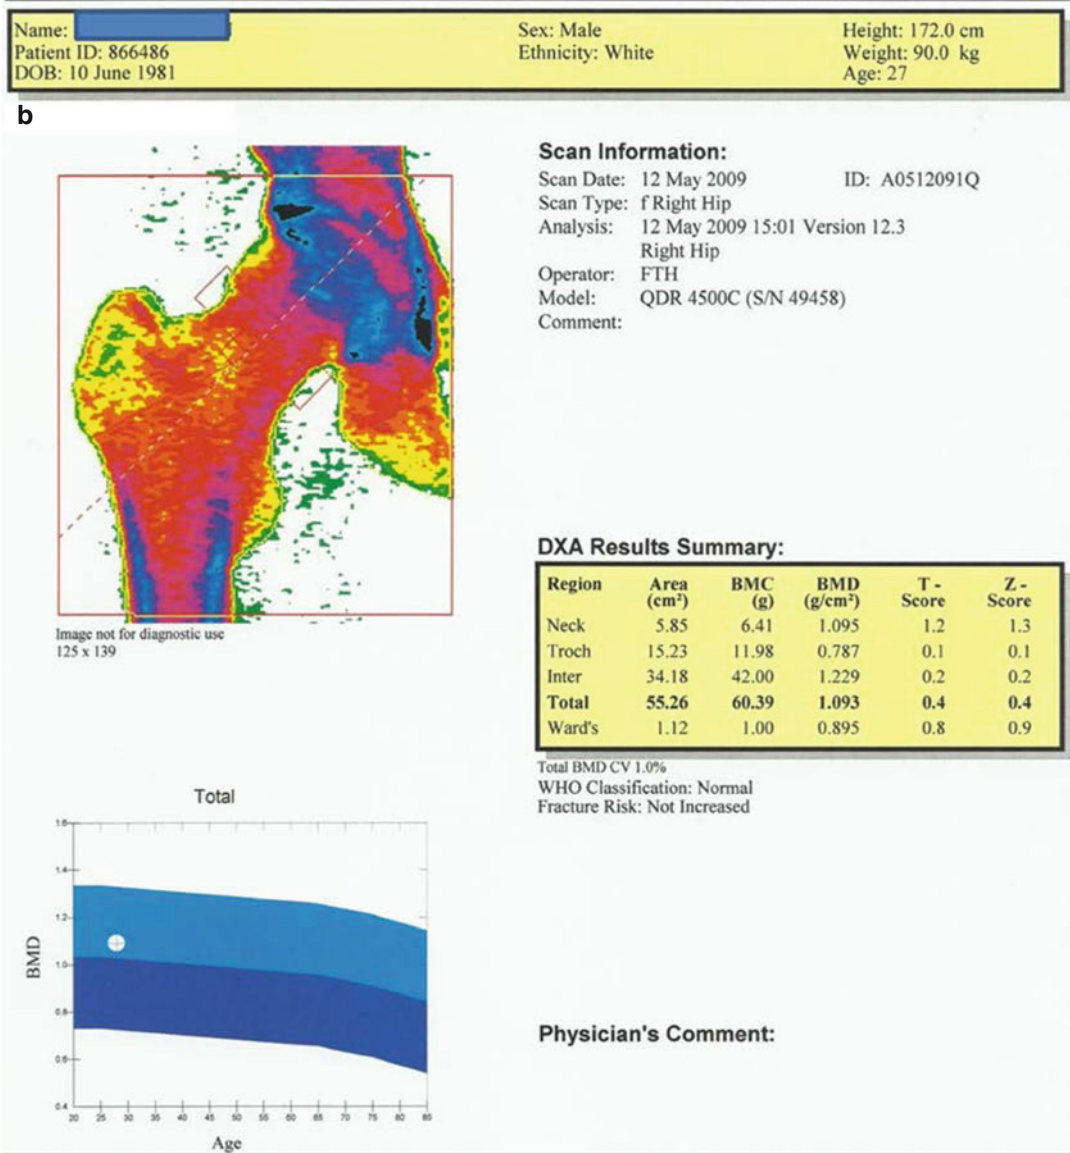 Name:
Patient ID: 866486
DOB: 10 June 1981
Sex: Male
Ethnicity: White
Height: 172.0 cm
Weight: 90.0 kg
Age: 27
b
Image not for diagnostic use
125 x 139
Scan Information:
Scan Date: 12 May 2009 ID: A0512091Q
Scan Type: f Right Hip
Analysis: 12 May 2009 15:01 Version 12.3
Right Hip
Operator: FTH
Model: QDR 4500C (S/N 49458)
Comment:
DXA Results Summary:
Region Area (cm²) BMC (g) BMD (g/cm²) T - Score Z - Score
Neck 5.85 6.41 1.095 1.2 1.3
Troch 15.23 11.98 0.787 0.1 0.1
Inter 34.18 42.00 1.229 0.2 0.2
Total 55.26 60.39 1.093 0.4 0.4
Ward's 1.12 1.00 0.895 0.8 0.9
Total BMD CV 1.0%
WHO Classification: Normal
Fracture Risk: Not Increased
Total
BMD
1.6
1.4
1.2
1.0
0.8
0.6
0.4
20 25 30 35 40 45 50 55 60 65 70 75 80 85
Age
Physician's Comment: